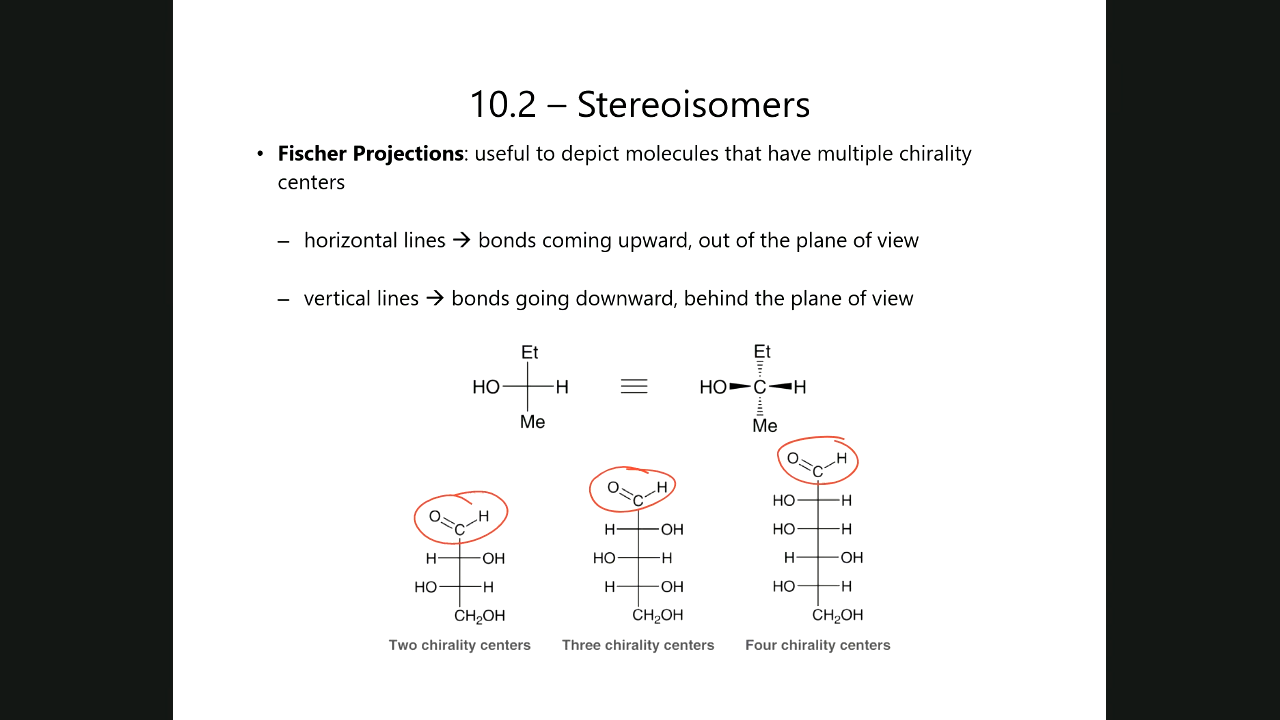 10.2 – Stereoisomers
• Fischer Projections: useful to depict molecules that have multiple chirality
centers
– horizontal lines → bonds coming upward, out of the plane of view
– vertical lines → bonds going downward, behind the plane of view
Et
HO H
Me
Et
HO C H
Me
O H
C
H OH
HO H
CH₂OH
Two chirality centers
O H
C
H OH
HO H
H OH
CH₂OH
Three chirality centers
O H
C
HO H
HO H
H OH
HO H
CH₂OH
Four chirality centers